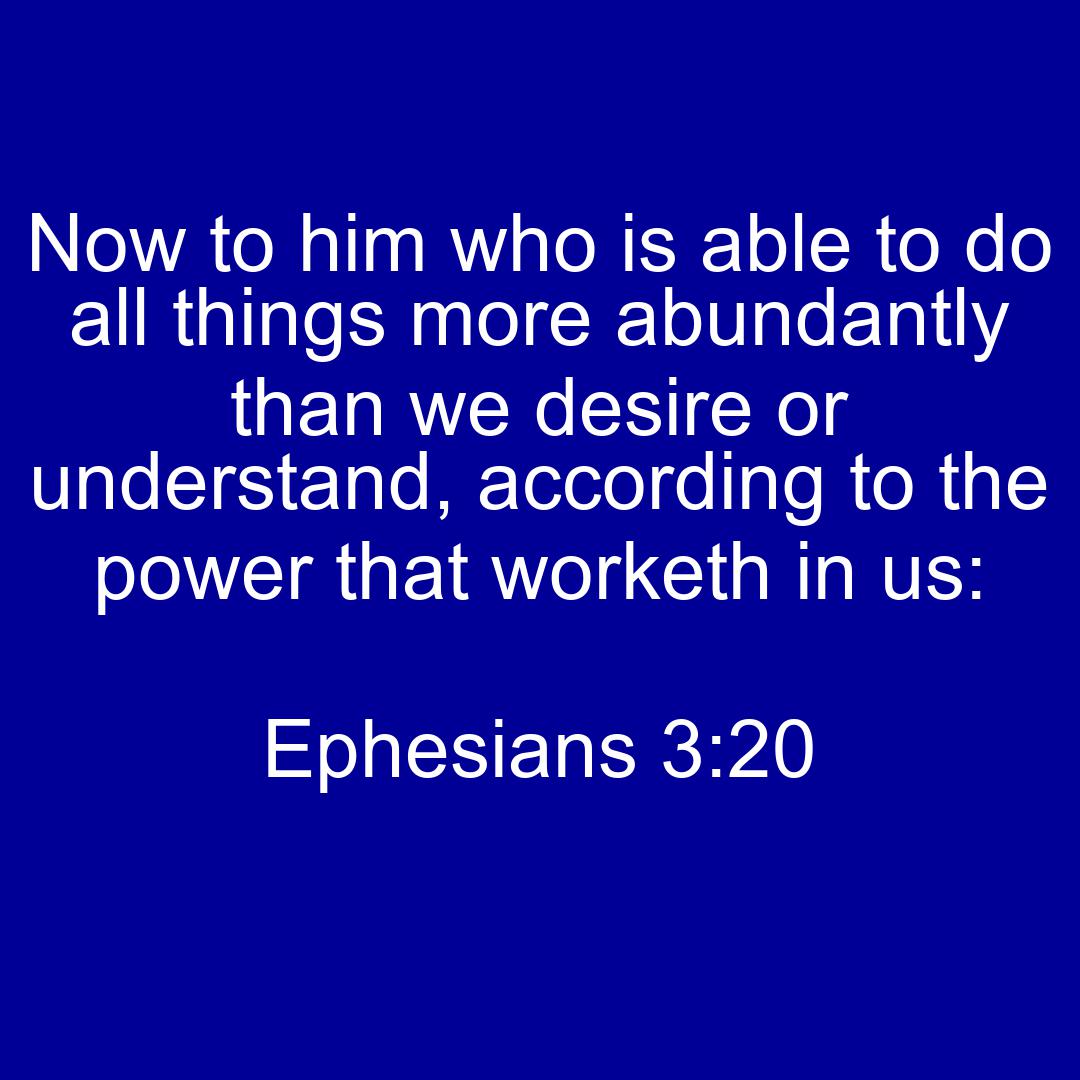 Now to him who is able to do
all things more abundantly
than we desire or
understand, according to the
power that worketh in us:
Ephesians 3:20